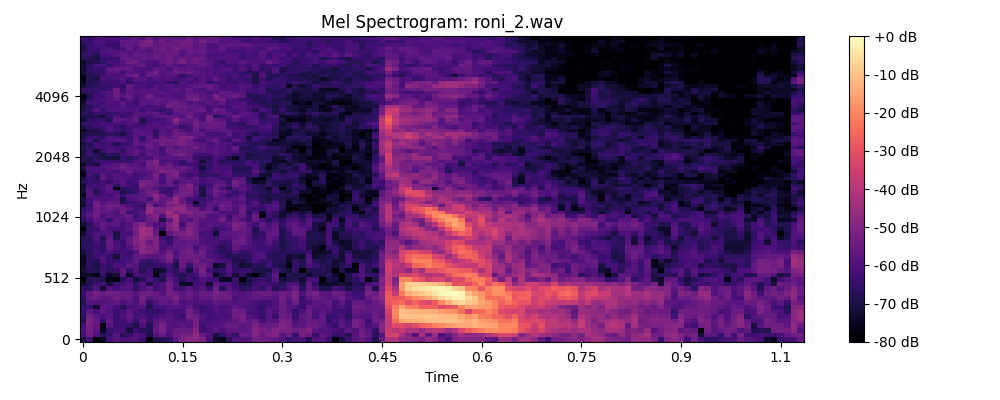 Mel Spectrogram: roni_2.wav
+0 dB
-10 dB
-20 dB
-30 dB
-40 dB
-50 dB
-60 dB
-70 dB
-80 dB
Hz
4096
2048
1024
512
0
0
0.15
0.3
0.45
0.6
0.75
0.9
1.1
Time